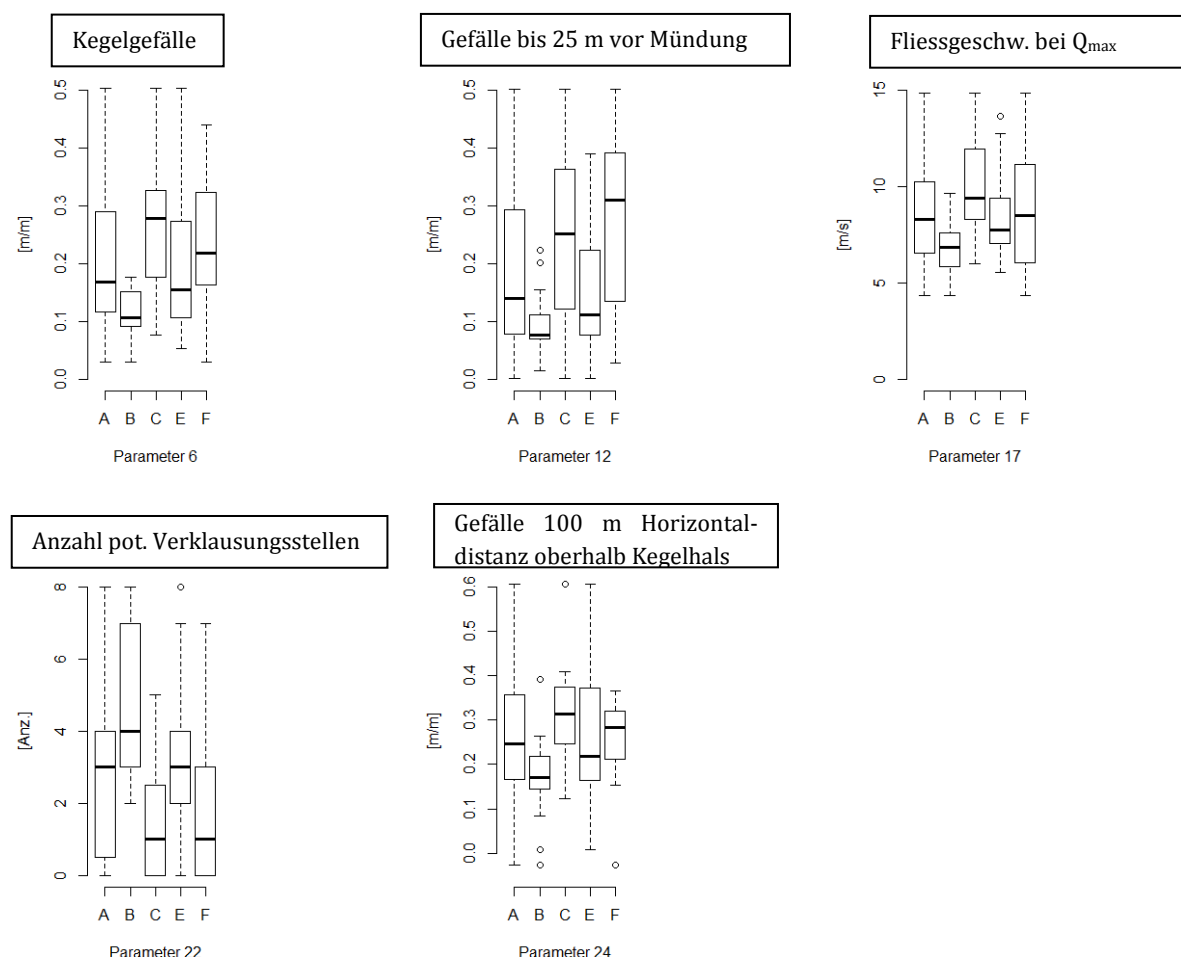 Kegelgefälle
Gefälle bis 25 m vor Mündung
Fliessgeschw. bei Qmax
0.5
0.4
0.3
0.2
0.1
0.0
[m/m]
A B C E F
Parameter 6
0.5
0.4
0.3
0.2
0.1
0.0
[m/m]
A B C E F
Parameter 12
15
10
5
0
[m/s]
A B C E F
Parameter 17
Anzahl pot. Verklausungsstellen
Gefälle 100 m Horizontal-
distanz oberhalb Kegelhals
8
6
4
2
0
[Anz.]
A B C E F
Parameter 22
0.6
0.5
0.4
0.3
0.2
0.1
0.0
[m/m]
A B C E F
Parameter 24